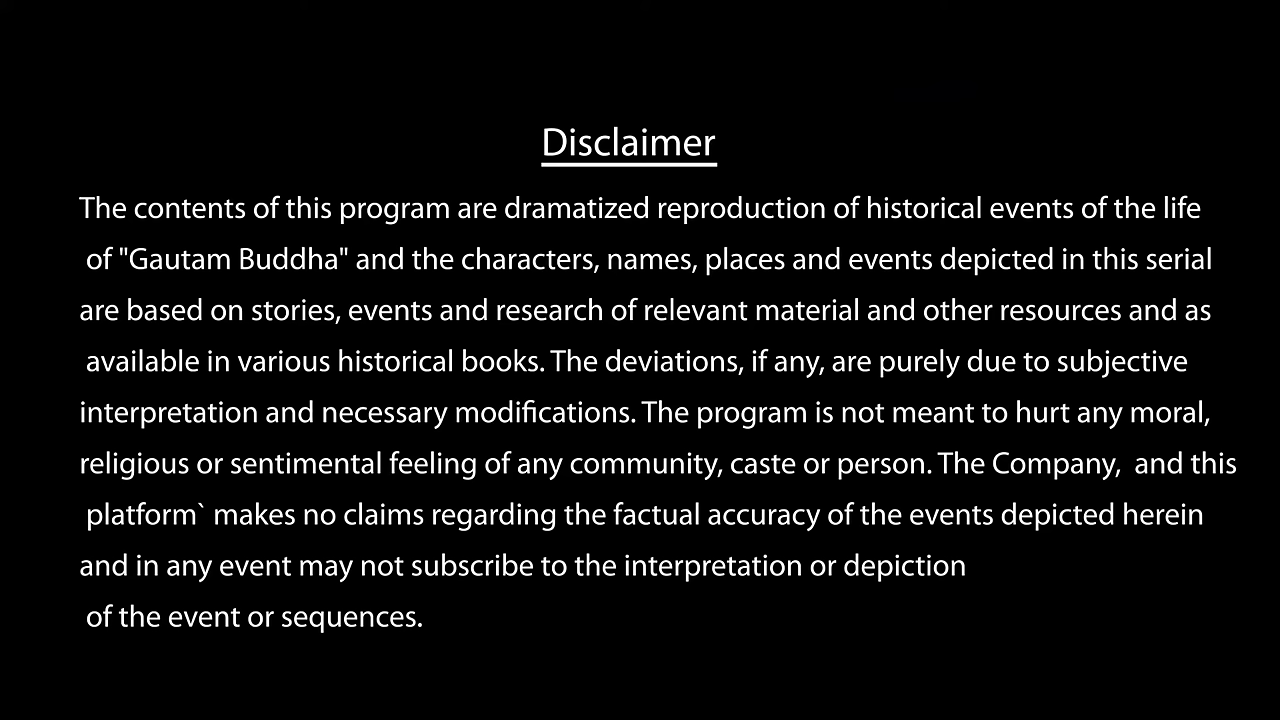 Disclaimer
The contents of this program are dramatized reproduction of historical events of the life
of "Gautam Buddha" and the characters, names, places and events depicted in this serial
are based on stories, events and research of relevant material and other resources and as
available in various historical books. The deviations, if any, are purely due to subjective
interpretation and necessary modifications. The program is not meant to hurt any moral,
religious or sentimental feeling of any community, caste or person. The Company,  and this
platform` makes no claims regarding the factual accuracy of the events depicted herein
and in any event may not subscribe to the interpretation or depiction
of the event or sequences.